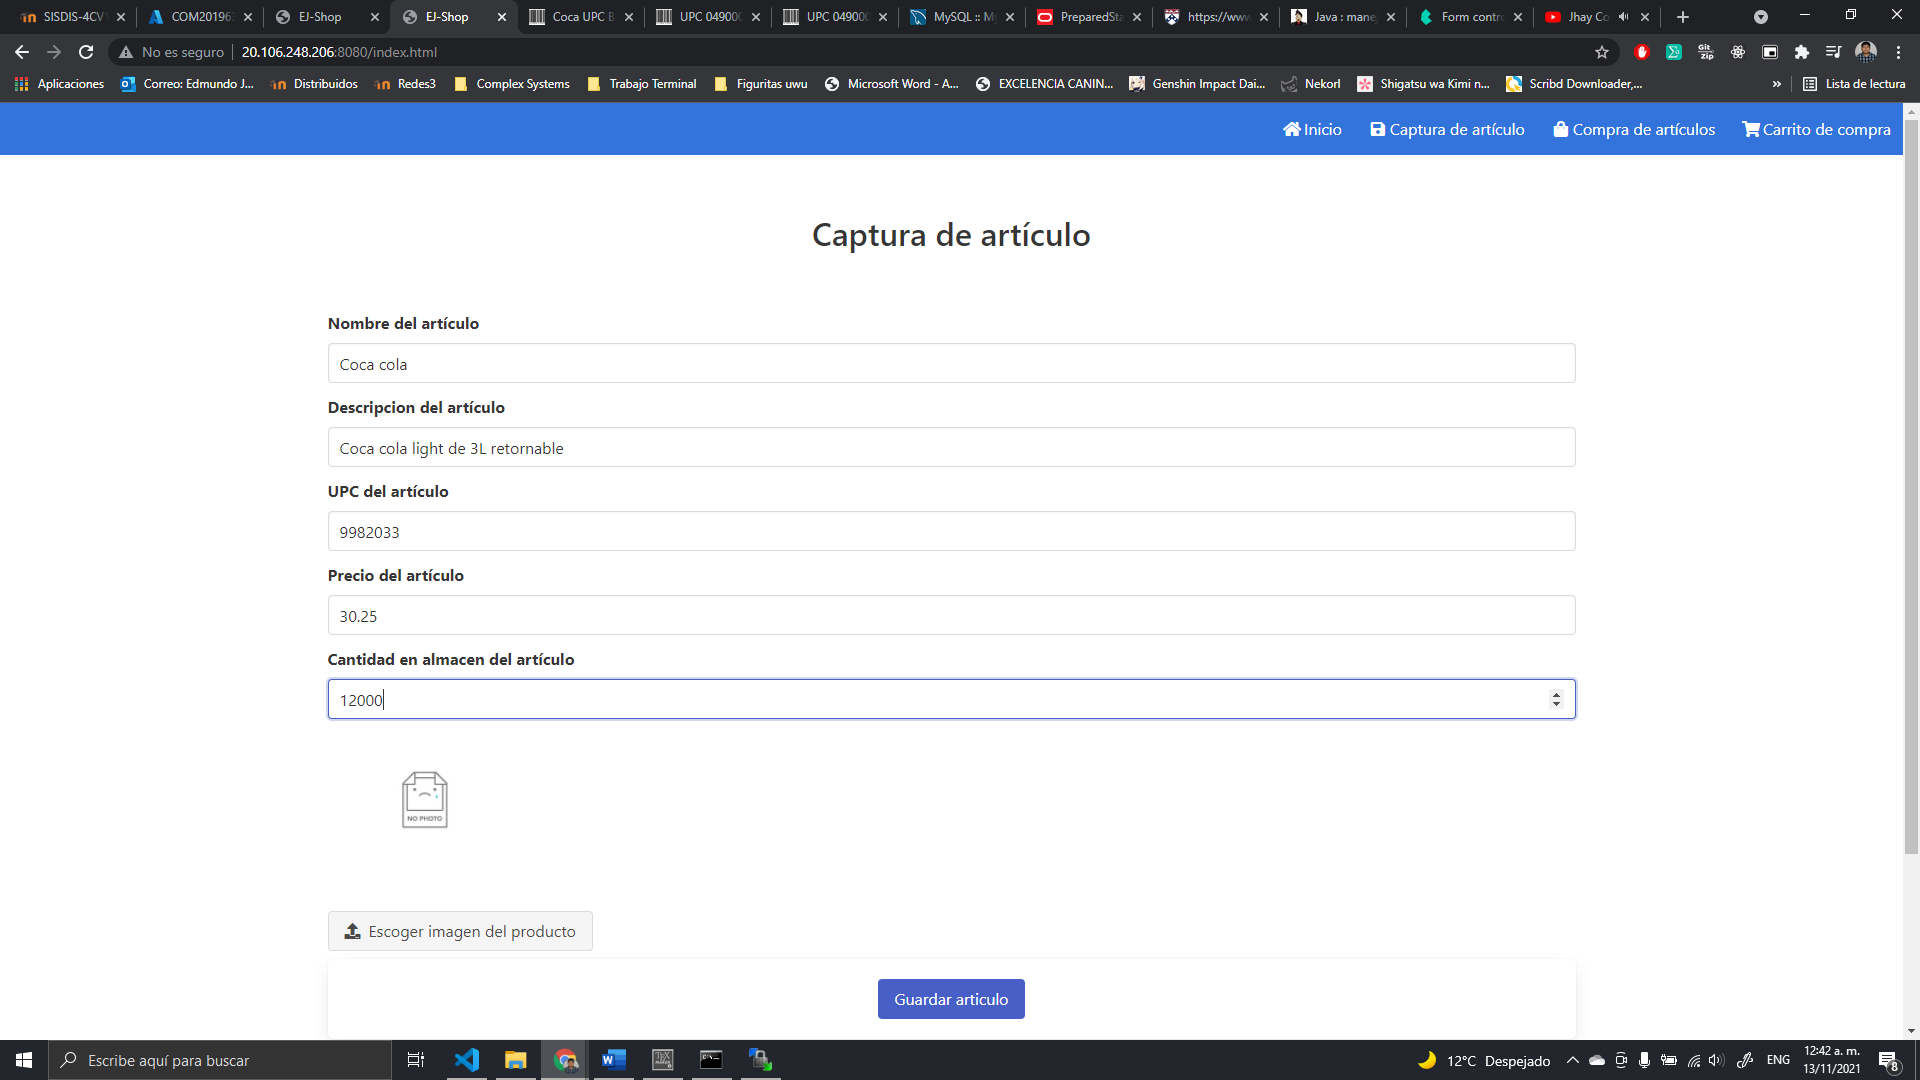 SISDIS-4CV
COM20196
EJ-Shop
EJ-Shop
Coca UPC B
UPC 04900
UPC 04900
MySQL :: M
PreparedSta
https://www
Java : mane
Form contr
Jhay Co
No es seguro
20.106.248.206:8080/index.html
Aplicaciones
Correo: Edmundo J...
Distribuidos
Redes3
Complex Systems
Trabajo Terminal
Figuritas uwu
Microsoft Word - A...
EXCELENCIA CANIN...
Genshin Impact Dai...
Nekorl
Shigatsu wa Kimi n...
Scribd Downloader,...
»
Lista de lectura
Inicio
Captura de artículo
Compra de artículos
Carrito de compra
Captura de artículo
Nombre del artículo
Coca cola
Descripcion del artículo
Coca cola light de 3L retornable
UPC del artículo
9982033
Precio del artículo
30.25
Cantidad en almacen del artículo
12000
NO PHOTO
Escoger imagen del producto
Guardar articulo
Escribe aquí para buscar
12°C Despejado
ENG
12:42 a. m.
13/11/2021
8